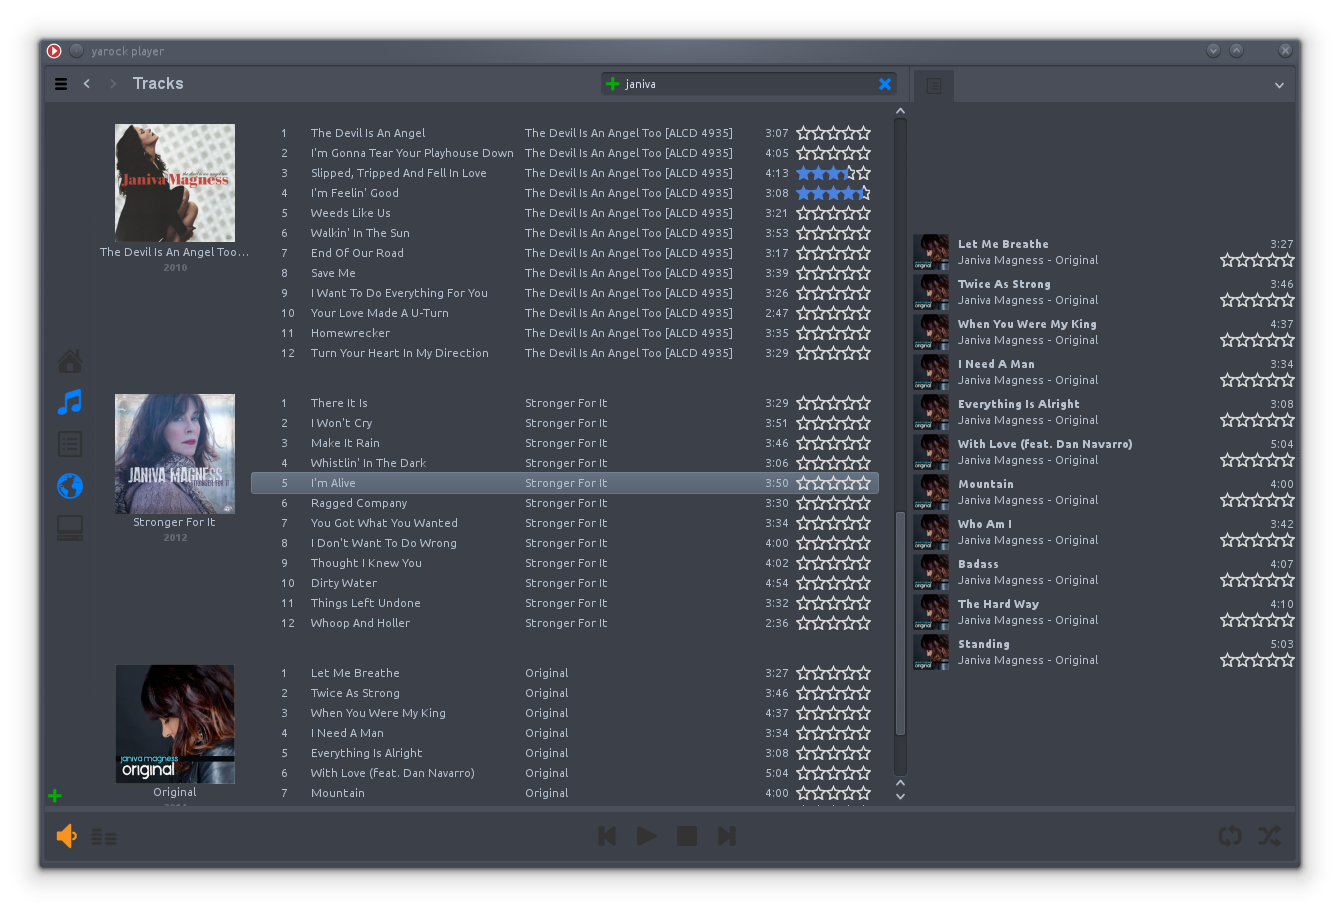 yarock player
Tracks
janiva
the devil is an angel too
Janiva Magness
The Devil Is An Angel Too...
2010
1 The Devil Is An Angel The Devil Is An Angel Too [ALCD 4935] 3:07
2 I'm Gonna Tear Your Playhouse Down The Devil Is An Angel Too [ALCD 4935] 4:05
3 Slipped, Tripped And Fell In Love The Devil Is An Angel Too [ALCD 4935] 4:13
4 I'm Feelin' Good The Devil Is An Angel Too [ALCD 4935] 3:08
5 Weeds Like Us The Devil Is An Angel Too [ALCD 4935] 3:21
6 Walkin' In The Sun The Devil Is An Angel Too [ALCD 4935] 3:53
7 End Of Our Road The Devil Is An Angel Too [ALCD 4935] 3:17
8 Save Me The Devil Is An Angel Too [ALCD 4935] 3:39
9 I Want To Do Everything For You The Devil Is An Angel Too [ALCD 4935] 3:26
10 Your Love Made A U-Turn The Devil Is An Angel Too [ALCD 4935] 2:47
11 Homewrecker The Devil Is An Angel Too [ALCD 4935] 3:35
12 Turn Your Heart In My Direction The Devil Is An Angel Too [ALCD 4935] 3:29
JANIVA MAGNESS
STRONGER FOR IT
Stronger For It
2012
1 There It Is Stronger For It 3:29
2 I Won't Cry Stronger For It 3:51
3 Make It Rain Stronger For It 3:46
4 Whistlin' In The Dark Stronger For It 3:06
5 I'm Alive Stronger For It 3:50
6 Ragged Company Stronger For It 3:30
7 You Got What You Wanted Stronger For It 3:34
8 I Don't Want To Do Wrong Stronger For It 4:00
9 Thought I Knew You Stronger For It 4:02
10 Dirty Water Stronger For It 4:54
11 Things Left Undone Stronger For It 3:32
12 Whoop And Holler Stronger For It 2:36
janiva magness
original
Original
1 Let Me Breathe Original 3:27
2 Twice As Strong Original 3:46
3 When You Were My King Original 4:37
4 I Need A Man Original 3:34
5 Everything Is Alright Original 3:08
6 With Love (feat. Dan Navarro) Original 5:04
7 Mountain Original 4:00
Let Me Breathe 3:27
Janiva Magness - Original
Twice As Strong 3:46
Janiva Magness - Original
When You Were My King 4:37
Janiva Magness - Original
I Need A Man 3:34
Janiva Magness - Original
Everything Is Alright 3:08
Janiva Magness - Original
With Love (feat. Dan Navarro) 5:04
Janiva Magness - Original
Mountain 4:00
Janiva Magness - Original
Who Am I 3:42
Janiva Magness - Original
Badass 4:07
Janiva Magness - Original
The Hard Way 4:10
Janiva Magness - Original
Standing 5:03
Janiva Magness - Original